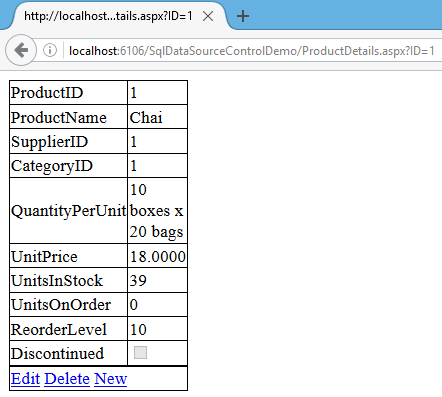 http://localhost...tails.aspx?ID=1
localhost:6106/SqlDataSourceControlDemo/ProductDetails.aspx?ID=1
ProductID 1
ProductName Chai
SupplierID 1
CategoryID 1
QuantityPerUnit 10
boxes x
20 bags
UnitPrice 18.0000
UnitsInStock 39
UnitsOnOrder 0
ReorderLevel 10
Discontinued
Edit Delete New